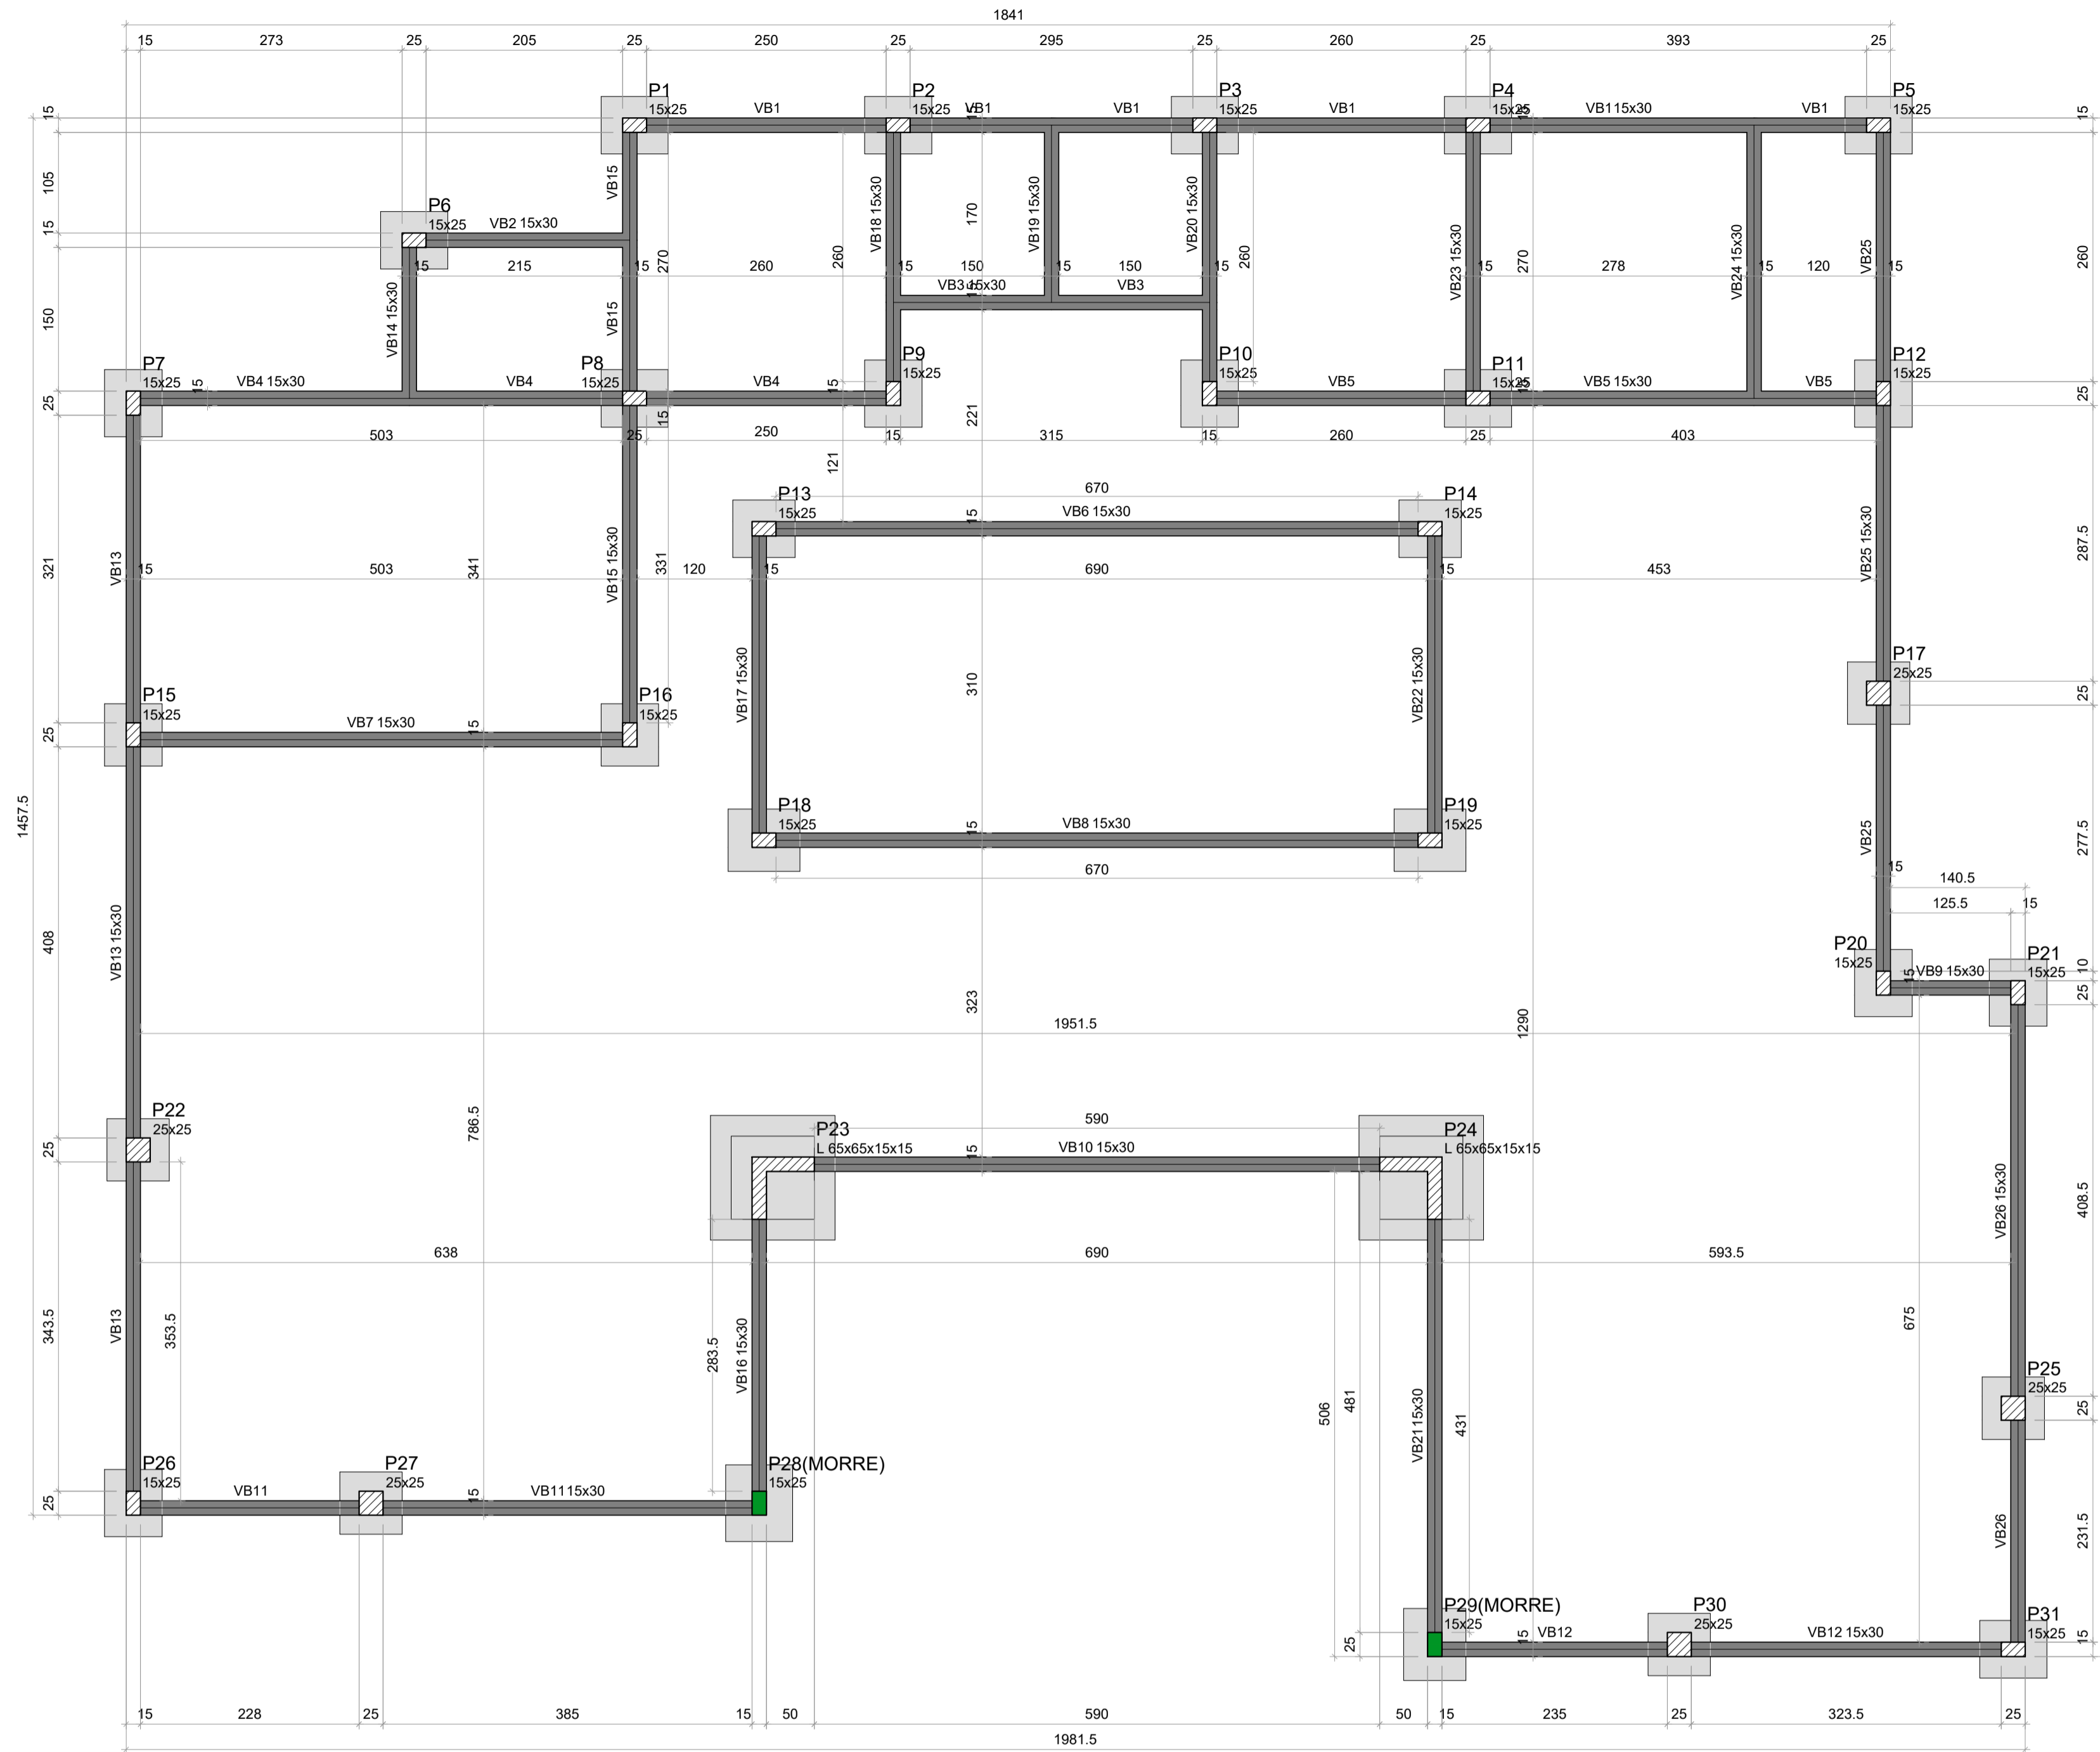 1841
15 273 25 205 25 250 25 295 25 260 25 393 25
P1 P2 P3 P4 P5
15x25 VB1 15x25 VB1 15 VB1 15x25 VB1 15x25 15 VB1 15x30 VB1 15x25
15 15
105 VB15 VB18 15x30 170 VB19 15x30 VB20 15x30 260
P6
15x25 VB2 15x30
15
15 215 15 270 260 260 15 150 15 150 15 260 VB23 15x30 15 270 278 VB24 15x30 15 120 VB25 15
VB3 15x30 15 VB3
150 VB14 15x30 VB15
P7 P8 P9 P10 P11 P12
15x25 15 VB4 15x30 VB4 15x25 VB4 15 15x25 15x25 VB5 15x25 15 VB5 15x30 VB5 15x25
25 25
15 221
503 25 250 15 315 15 260 25 403
121
670
P13 P14
15x25 15 VB6 15x30 15x25
321 VB13 15 503 341 VB15 15x30 331 120 15 690 15 453 VB25 15x30 287.5
P17
25x25
25
P15 P16
15x25 VB7 15x30 15 15x25
25
VB17 15x30 310 VB22 15x30
1457.5
P18 P19
15x25 15 VB8 15x30 15x25
VB25 277.5
670
15 140.5
125.5 15
408 VB13 15x30
P20 P21
15x25 15 VB9 15x30 15x25
10
25
323
1951.5
1290
P22
25x25
25
786.5
590
P23 P24
L 65x65x15x15 15 VB10 15x30 L 65x65x15x15
VB26 15x30 408.5
638 690 593.5
343.5 VB13 353.5 283.5 VB16 15x30
506 481 VB21 15x30 431
675
P25
25x25
25
P26 P27 P28(MORRE)
15x25 VB11 25x25 15 VB11 15x30 15x25
25
VB26 231.5
P29(MORRE) P30 P31
15x25 25x25 15x25
25 VB12 15 VB12 15x30 15
15 228 25 385 15 50 590 50 15 235 25 323.5 25
1981.5